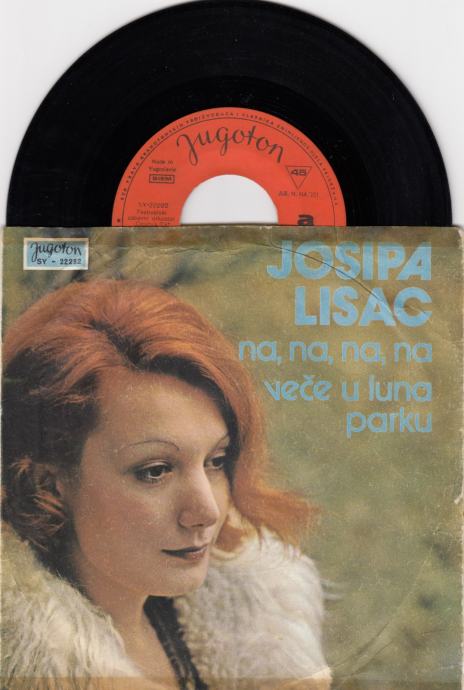 Jugoton
Made in
Yugoslavia
45
a
Jugoton
SY - 22282
JOSIPA
LISAC
na, na, na, na
veče u luna
parku